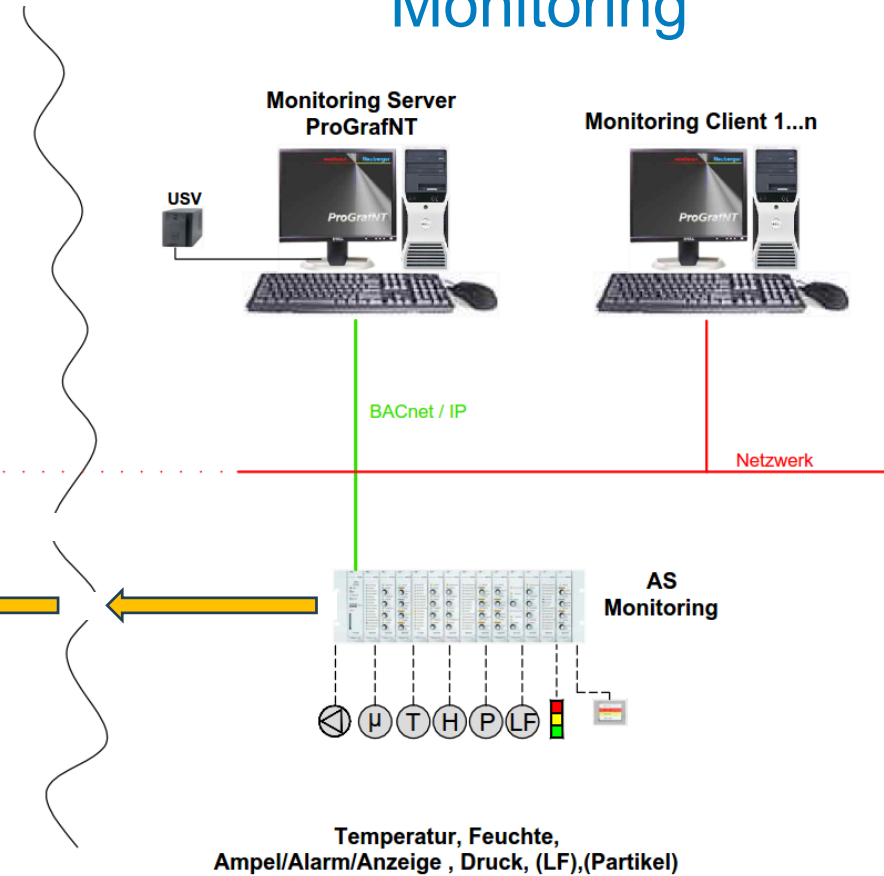 Monitoring
Monitoring Server
ProGrafNT
Monitoring Client 1...n
USV
ProGrafNT
ProGrafNT
BACnet / IP
Netzwerk
AS
Monitoring
µ T H P LF
Temperatur, Feuchte,
Ampel/Alarm/Anzeige , Druck, (LF),(Partikel)